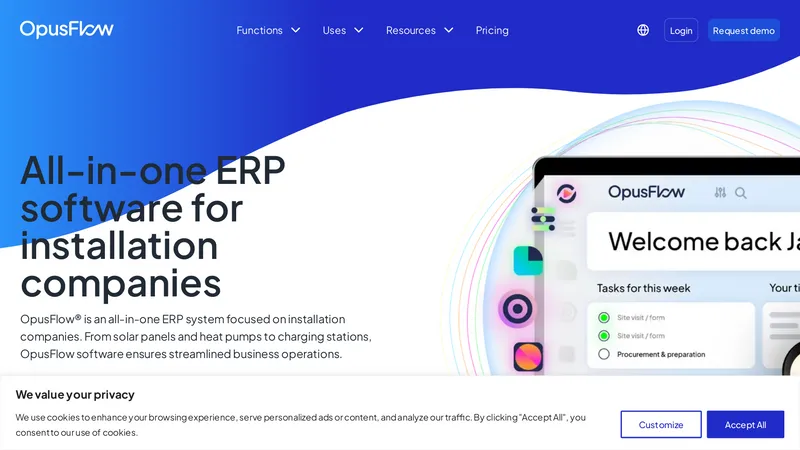 OpusFlow
Functions
Uses
Resources
Pricing
Login
Request demo
All-in-one ERP
software for
installation
companies
OpusFlow® is an all-in-one ERP system focused on installation
companies. From solar panels and heat pumps to charging stations,
OpusFlow software ensures streamlined business operations.
OpusFlow
Welcome back Ja
Tasks for this week
Your ti
Site visit / form
Site visit / form
Procurement & preparation
We value your privacy
We use cookies to enhance your browsing experience, serve personalized ads or content, and analyze our traffic. By clicking "Accept All", you
consent to our use of cookies.
Customize
Accept All